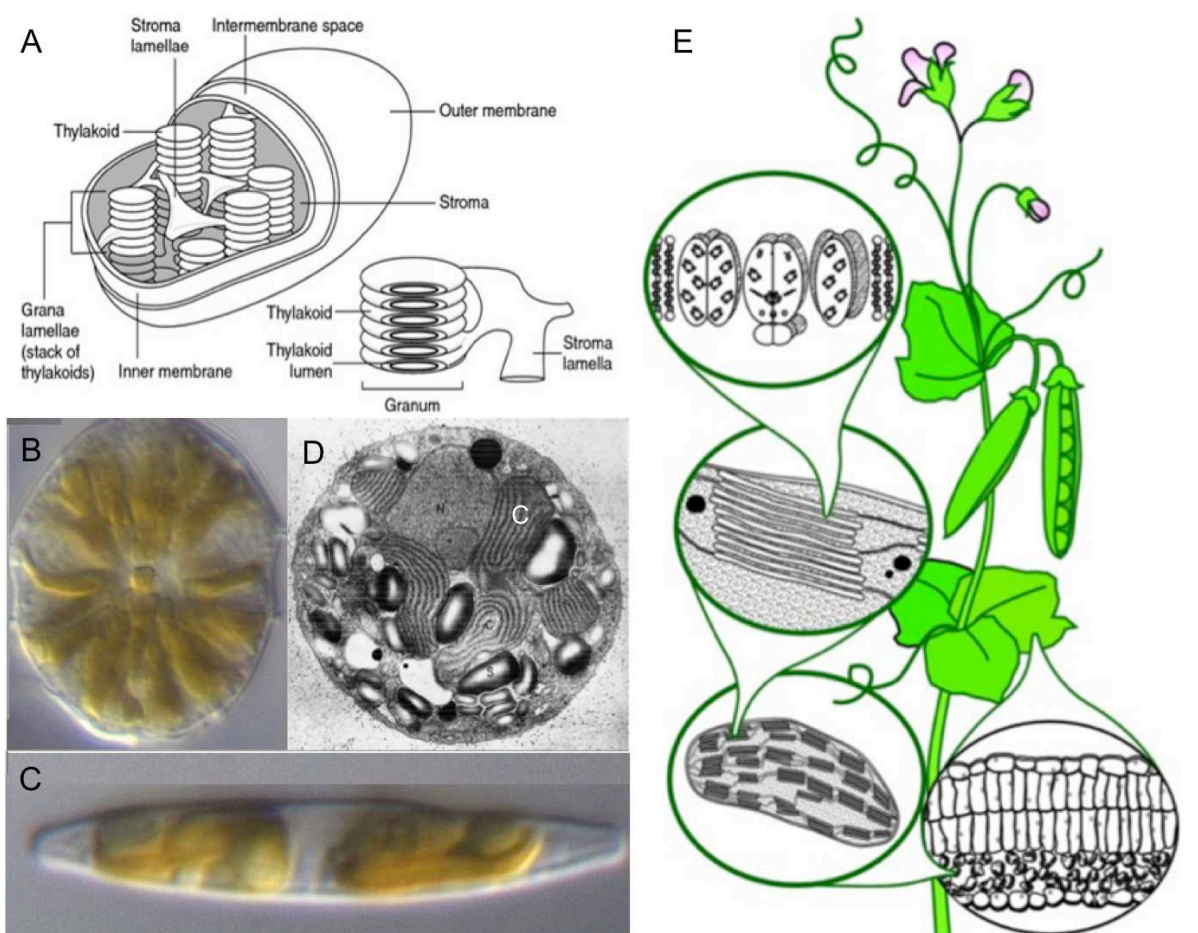 A
Stroma
lamellae
Intermembrane space
Outer membrane
Thylakoid
Stroma
Grana
lamellae
(stack of
thylakoids)
Inner membrane
Thylakoid
Thylakoid
lumen
Stroma
lamella
Granum
B
D
N
C
C
S
C
E